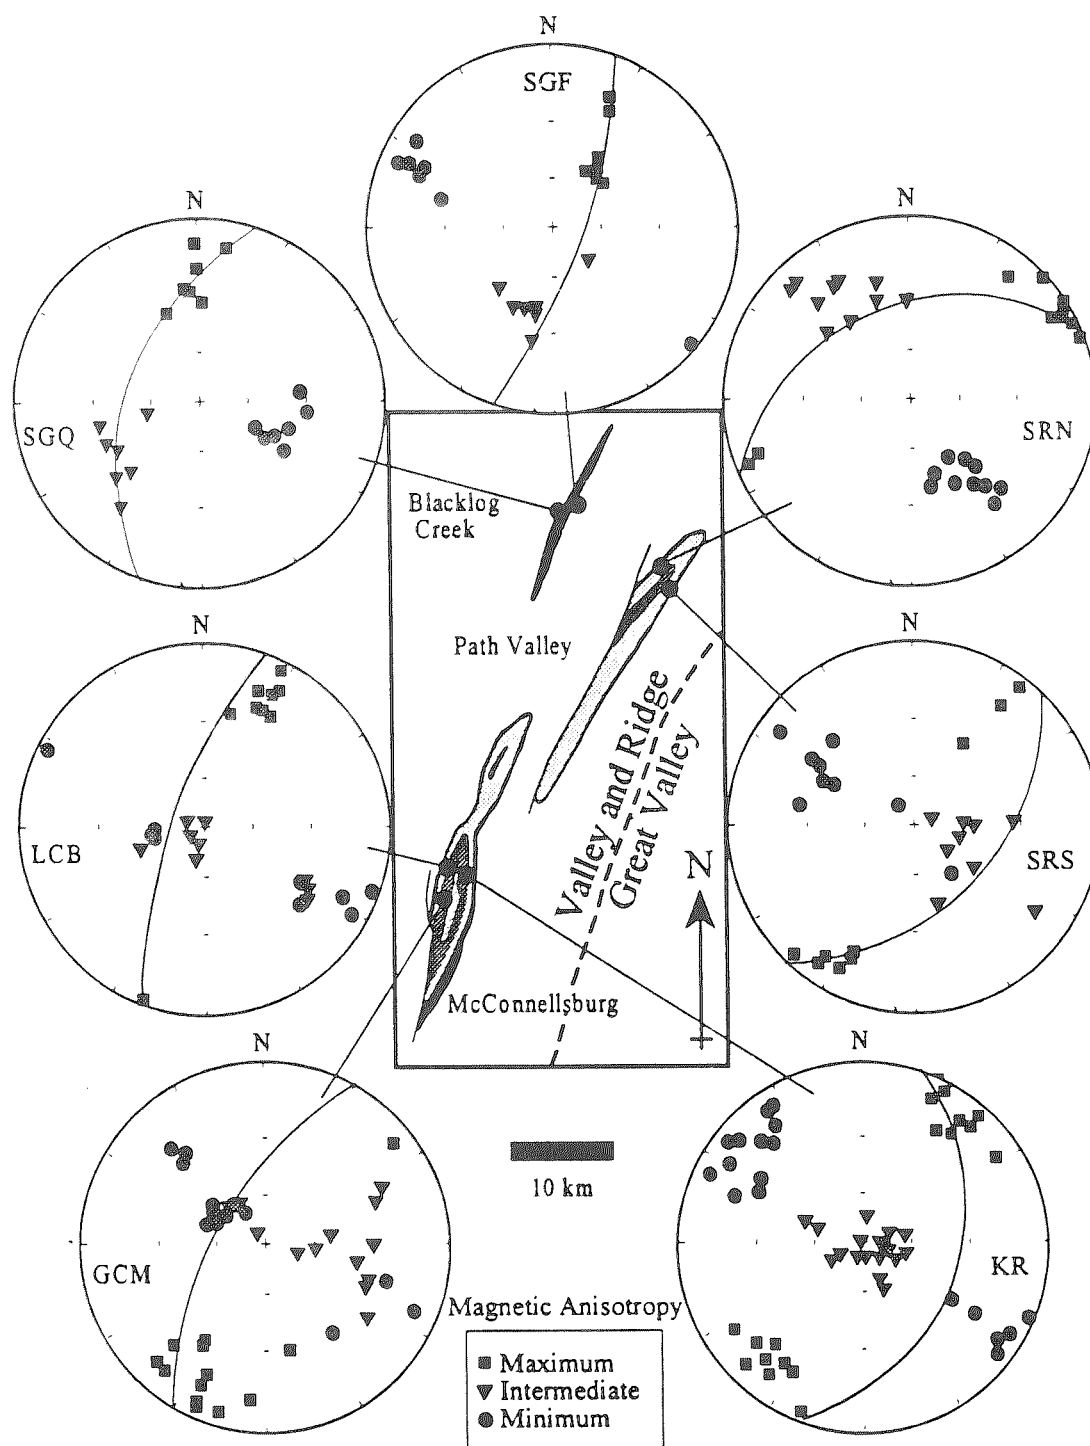 N
SGF
N
SGQ
N
SRN
Blacklog
Creek
Path Valley
Valley and Ridge
Great Valley
N
McConnellsburg
N
LCB
N
SRS
N
GCM
N
KR
10 km
Magnetic Anisotropy
Maximum
Intermediate
Minimum